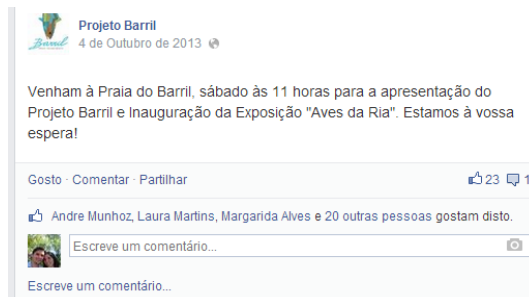 Projeto Barril
4 de Outubro de 2013
Barril
Venham à Praia do Barril, sábado às 11 horas para a apresentação do
Projeto Barril e Inauguração da Exposição "Aves da Ria". Estamos à vossa
espera!
Gosto · Comentar · Partilhar
23 1
Andre Munhoz, Laura Martins, Margarida Alves e 20 outras pessoas gostam disto.
Escreve um comentário...
Escreve um comentário...